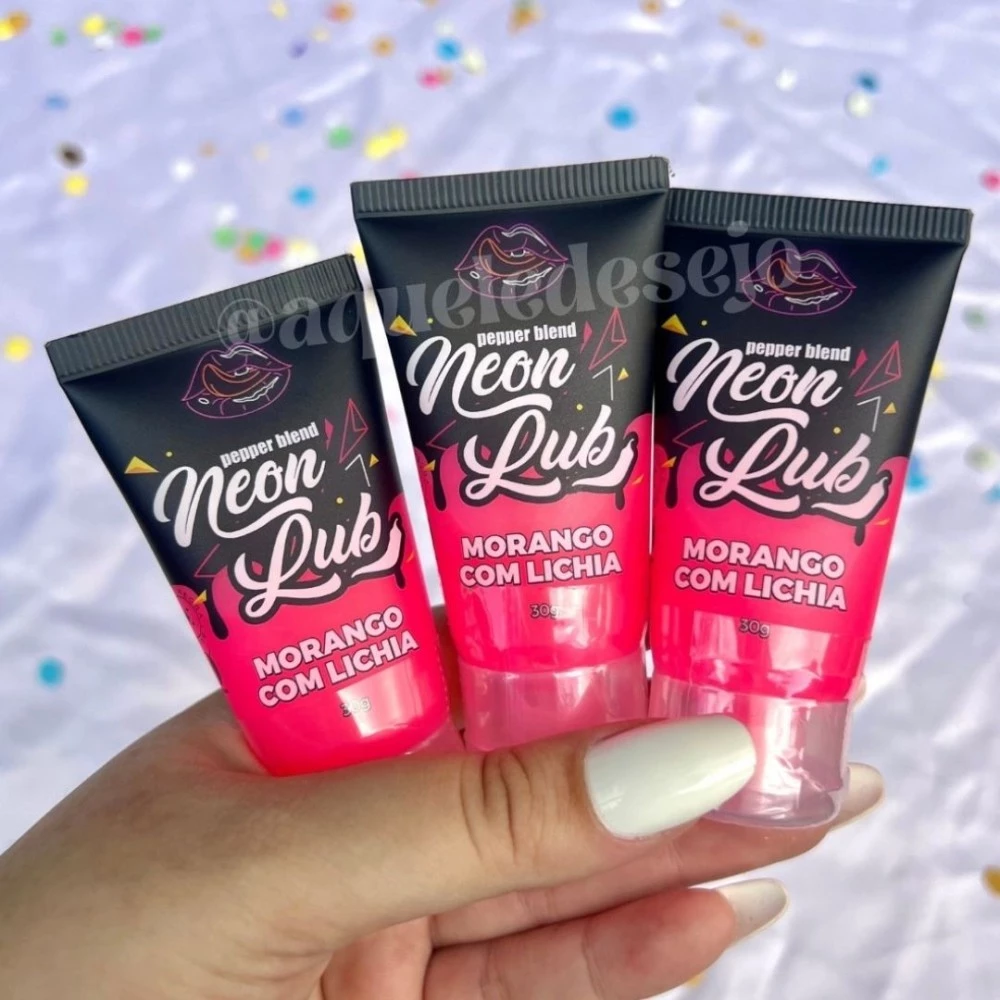 @aqueledesejo
pepper blend
Neon
Lub
MORANGO
COM LICHIA
30g
pepper blend
Neon
Lub
MORANGO
COM LICHIA
30g
pepper blend
Neon
Lub
MORANGO
COM LICHIA
30g